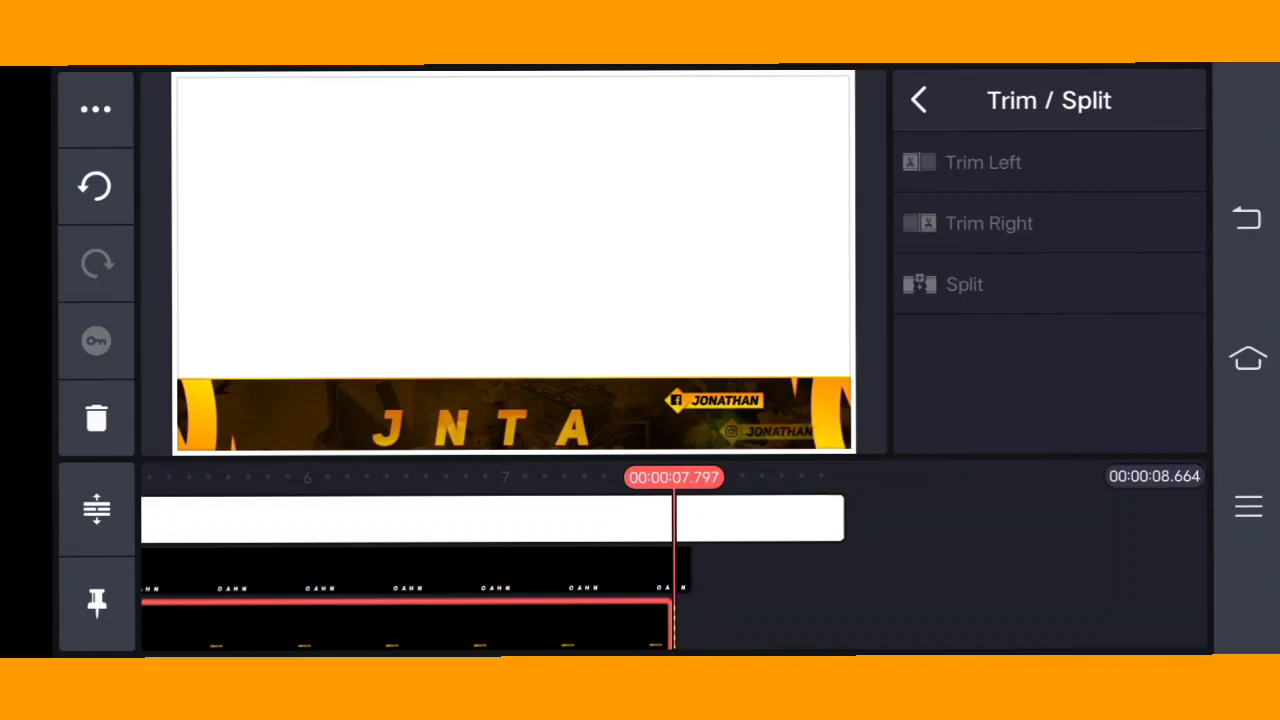 Trim / Split
Trim Left
Trim Right
Split
JONATHAN
J N T A
JONATHAN
6
7
00:00:07.797
00:00:08.664
H N
O A H N
O A H N
O A H N
O A H N
O A H N
O A N